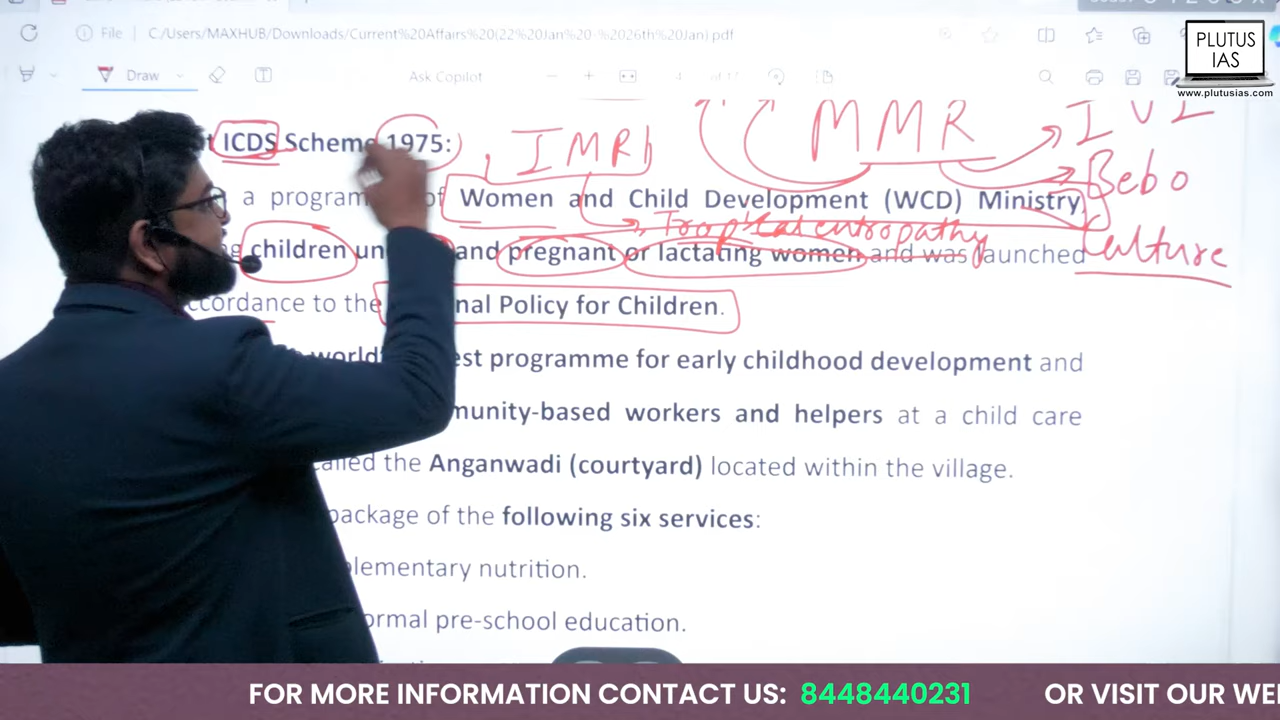 File C:/Users/MAXHUB/Downloads/Current%20Affairs%20(22%20Jan%20-%2026th%20Jan).pdf
PLUTUS
IAS
www.plutusias.com
Draw Ask Copilot 4 of 17
MMR
ICDS Scheme 1975: IMR
Bebo
a program of Women and Child Development (WCD) Ministry,
Tropical entropathy
children un and pregnant or lactating women and was launched
Culture
ccordance to the nal Policy for Children.
world est programme for early childhood development and
munity-based workers and helpers at a child care
called the Anganwadi (courtyard) located within the village.
package of the following six services:
plementary nutrition.
ormal pre-school education.
FOR MORE INFORMATION CONTACT US: 8448440231 OR VISIT OUR WE